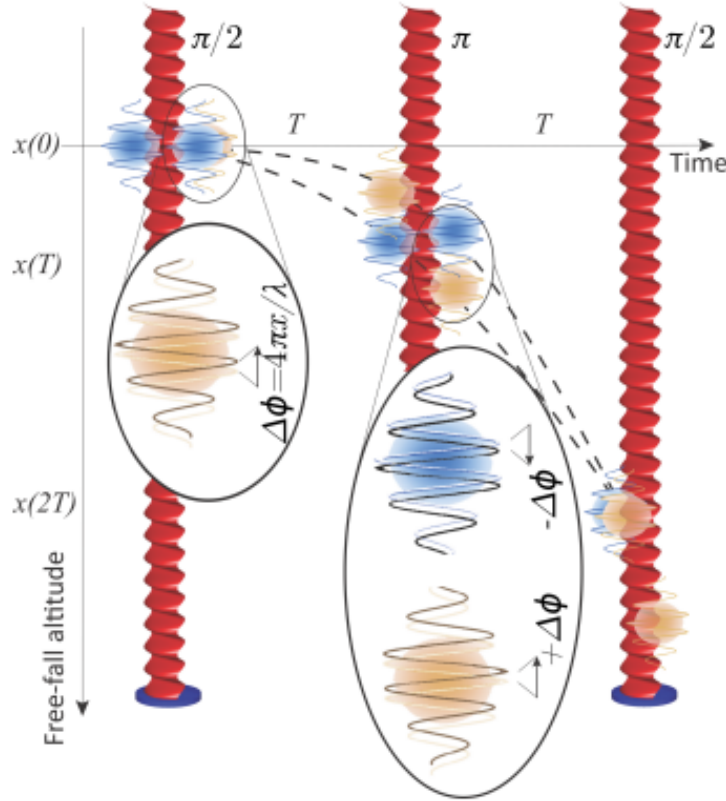 π/2
π
π/2
T
T
x(0)
Time
x(T)
Δϕ=4πx/λ
x(2T)
-Δϕ
+Δϕ
Free-fall altitude